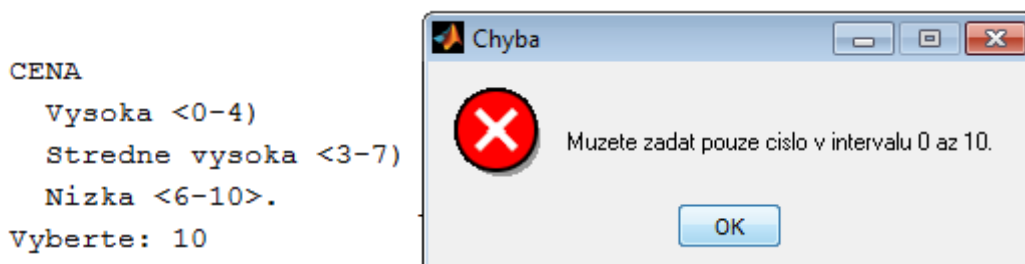 CENA
Vysoka <0-4)
Stredne vysoka <3-7)
Nizka <6-10>.
Vyberte: 10
Chyba
Muzete zadat pouze cislo v intervalu 0 az 10.
OK